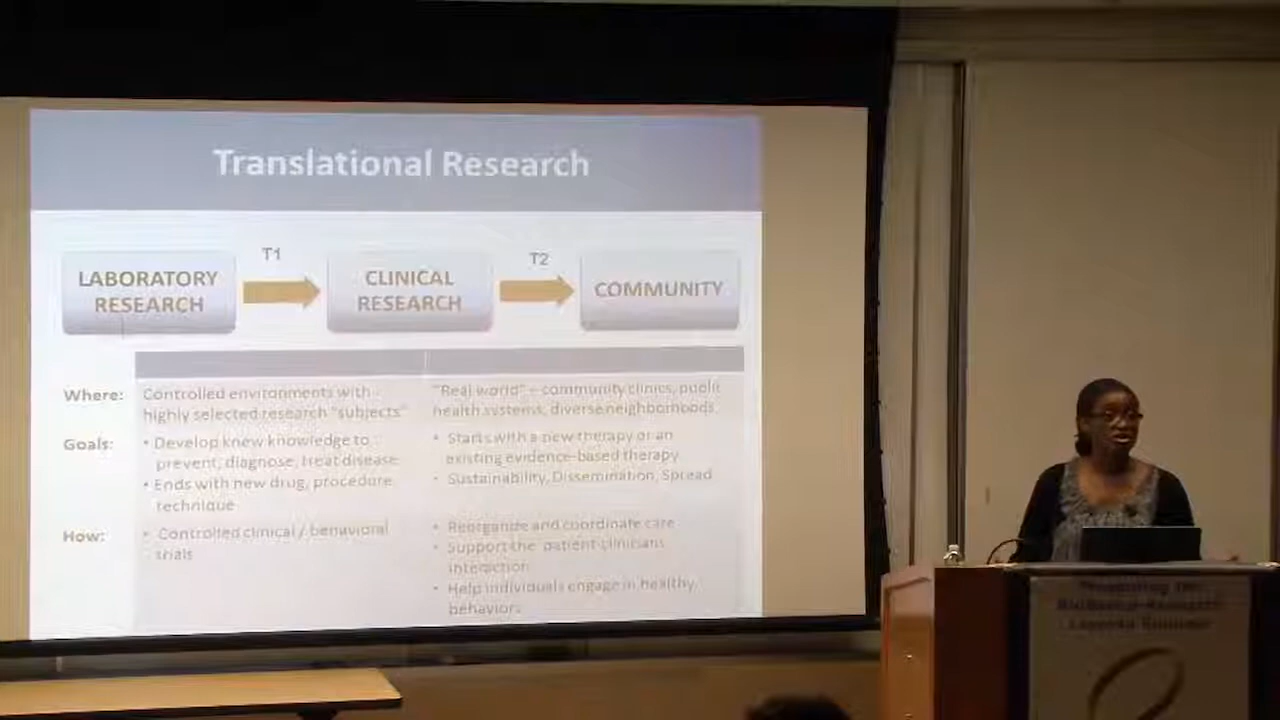 Translational Research
T1
T2
LABORATORY
RESEARCH
CLINICAL
RESEARCH
COMMUNITY
Where:
Controlled environments with
highly selected research "subjects"
"Real world" – community clinics, public
health systems, diverse neighborhoods
Goals:
• Develop knew knowledge to
prevent, diagnose, treat disease
• Ends with new drug, procedure
technique
• Starts with a new therapy or an
existing evidence-based therapy
• Sustainability, Dissemination, Spread
How:
• Controlled clinical / behavioral
trials
• Reorganize and coordinate care
• Support the patient-clinicians
interaction
• Help individuals engage in healthy
behaviors